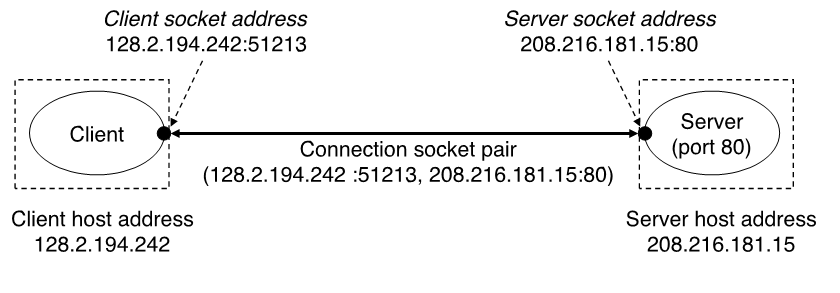 Client socket address
128.2.194.242:51213
Server socket address
208.216.181.15:80
Client
Server
(port 80)
Connection socket pair
(128.2.194.242 :51213, 208.216.181.15:80)
Client host address
128.2.194.242
Server host address
208.216.181.15